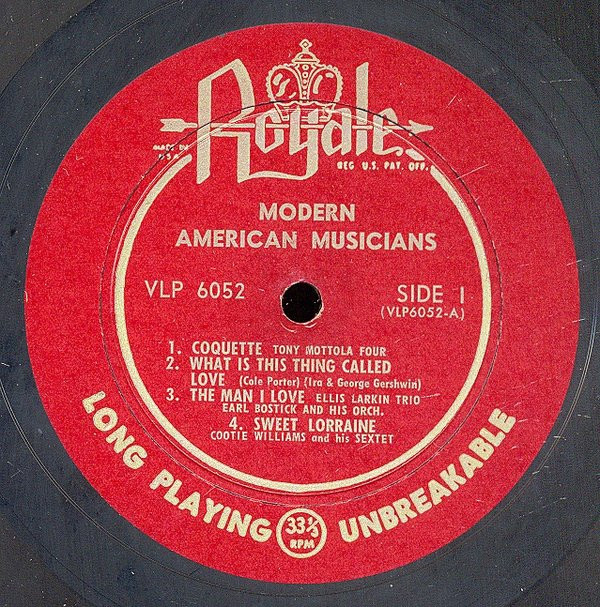 Royale
MADE IN
U S A
REG U.S. PAT. OFF.
MODERN
AMERICAN MUSICIANS
VLP 6052
SIDE I
(VLP6052-A)
1. COQUETTE TONY MOTTOLA FOUR
2. WHAT IS THIS THING CALLED
LOVE (Cole Porter) (Ira & George Gershwin)
3. THE MAN I LOVE ELLIS LARKIN TRIO
EARL BOSTICK AND HIS ORCH.
4. SWEET LORRAINE
COOTIE WILLIAMS and his SEXTET
LONG PLAYING 33⅓ RPM UNBREAKABLE